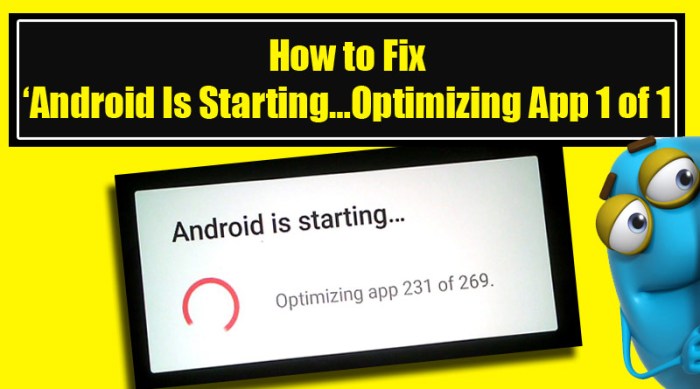 How to Fix
‘Android Is Starting...Optimizing App 1 of 1
Android is starting...
Optimizing app 231 of 269.